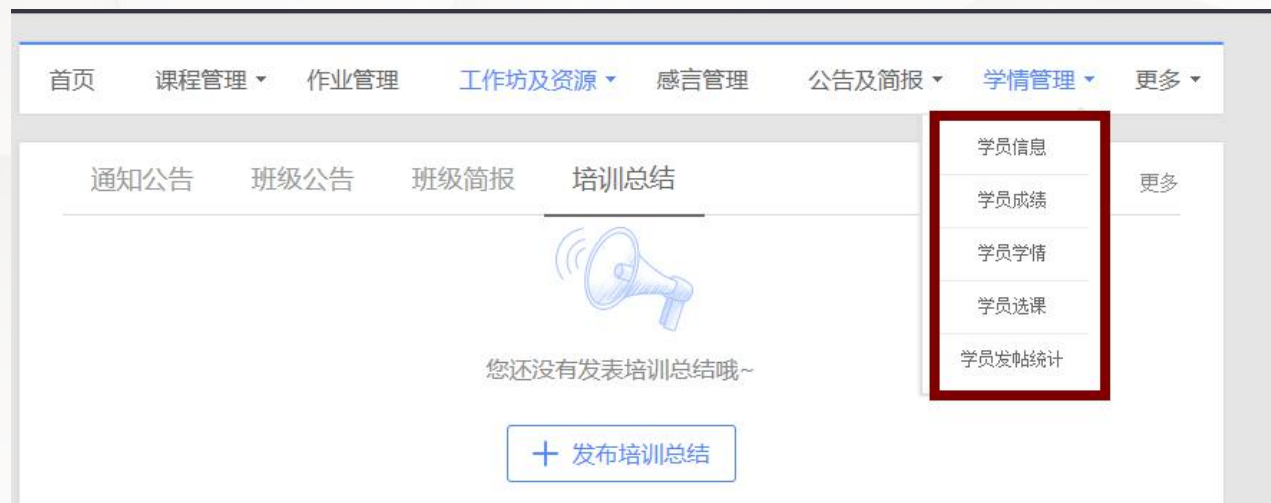 首页 课程管理 作业管理 工作坊及资源 感言管理 公告及简报 学情管理 更多
学员信息
通知公告 班级公告 班级简报 培训总结 更多
学员成绩
学员学情
学员选课
学员发帖统计
您还没有发表培训总结哦~
+ 发布培训总结